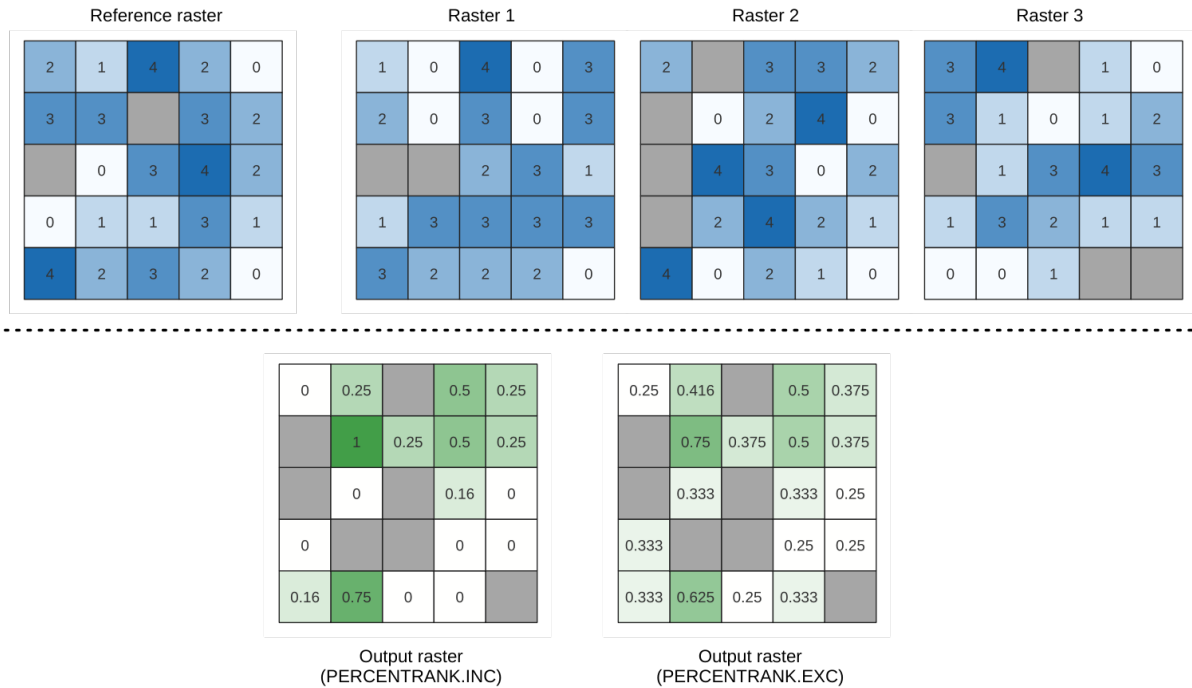 Reference raster
Raster 1
Raster 2
Raster 3
2 1 4 2 0
1 0 4 0 3
2 3 3 2
3 4 1 0
3 3 3 2
2 0 3 0 3
0 2 4 0
3 1 0 1 2
0 3 4 2
2 3 1
4 3 0 2
1 3 4 3
0 1 1 3 1
1 3 3 3 3
2 4 2 1
1 3 2 1 1
4 2 3 2 0
3 2 2 2 0
4 0 2 1 0
0 0 1
0 0.25 0.5 0.25
0.25 0.416 0.5 0.375
1 0.25 0.5 0.25
0.75 0.375 0.5 0.375
0 0.16 0
0.333 0.333 0.25
0 0 0
0.333 0.25 0.25
0.16 0.75 0 0
0.333 0.625 0.25 0.333
Output raster
(PERCENTRANK.INC)
Output raster
(PERCENTRANK.EXC)